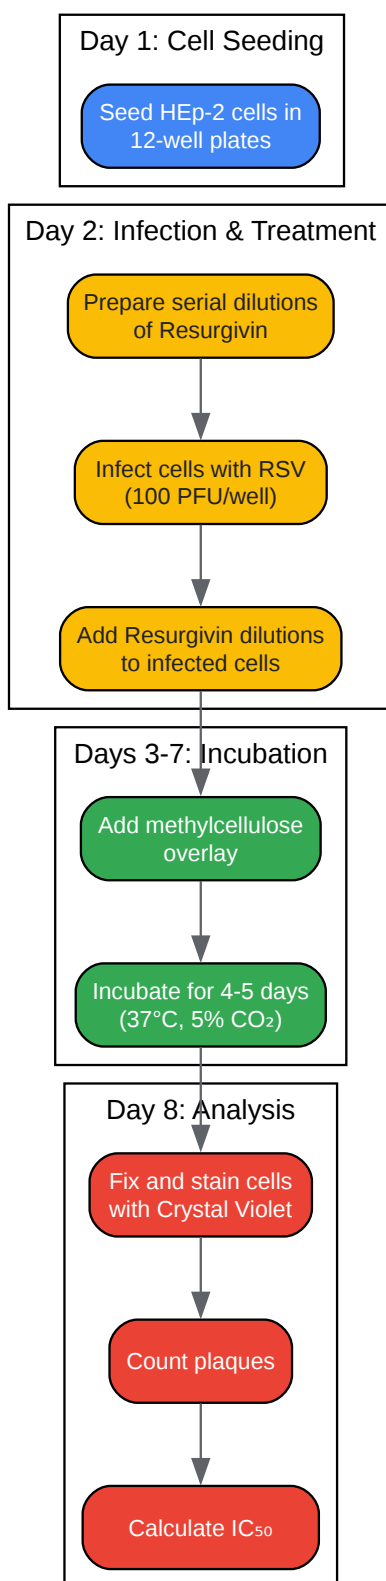 Day 1: Cell Seeding
Seed HEp-2 cells in
12-well plates
Day 2: Infection & Treatment
Prepare serial dilutions
of Resurgivin
Infect cells with RSV
(100 PFU/well)
Add Resurgivin dilutions
to infected cells
Days 3-7: Incubation
Add methylcellulose
overlay
Incubate for 4-5 days
(37°C, 5% CO₂)
Day 8: Analysis
Fix and stain cells
with Crystal Violet
Count plaques
Calculate IC₅₀